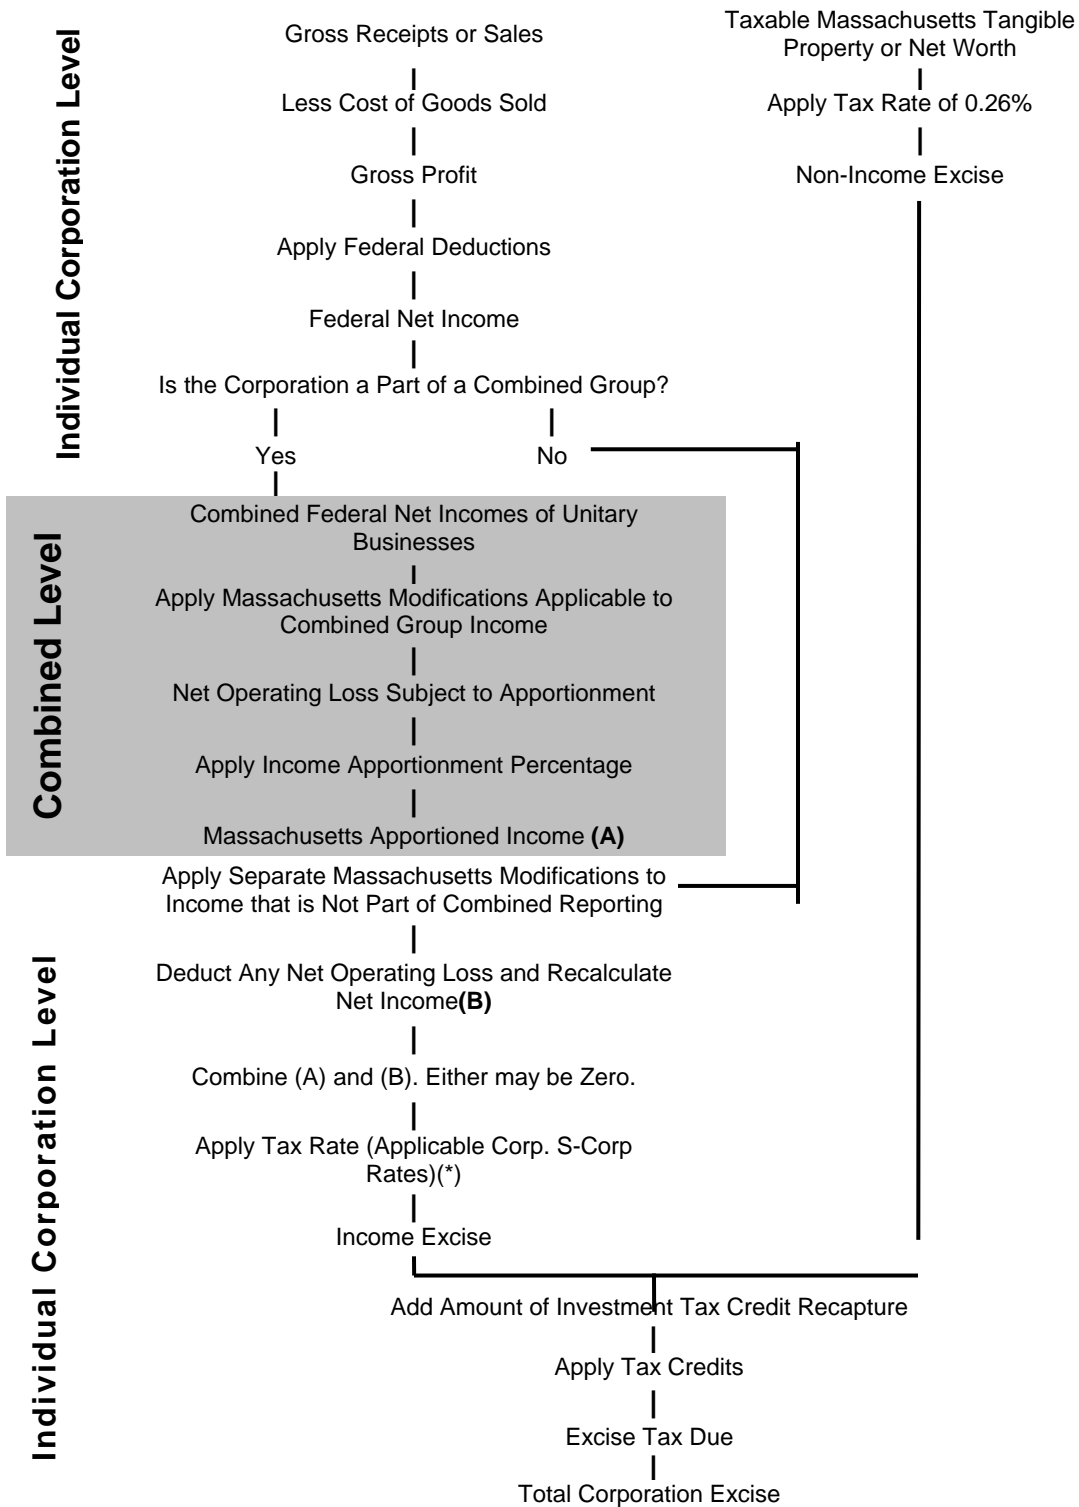 Individual Corporation Level
Gross Receipts or Sales
Less Cost of Goods Sold
Gross Profit
Apply Federal Deductions
Federal Net Income
Is the Corporation a Part of a Combined Group?
Yes
No
Taxable Massachusetts Tangible
Property or Net Worth
Apply Tax Rate of 0.26%
Non-Income Excise
Combined Level
Combined Federal Net Incomes of Unitary
Businesses
Apply Massachusetts Modifications Applicable to
Combined Group Income
Net Operating Loss Subject to Apportionment
Apply Income Apportionment Percentage
Massachusetts Apportioned Income (A)
Individual Corporation Level
Apply Separate Massachusetts Modifications to
Income that is Not Part of Combined Reporting
Deduct Any Net Operating Loss and Recalculate
Net Income(B)
Combine (A) and (B). Either may be Zero.
Apply Tax Rate (Applicable Corp. S-Corp
Rates)(*)
Income Excise
Add Amount of Investment Tax Credit Recapture
Apply Tax Credits
Excise Tax Due
Total Corporation Excise